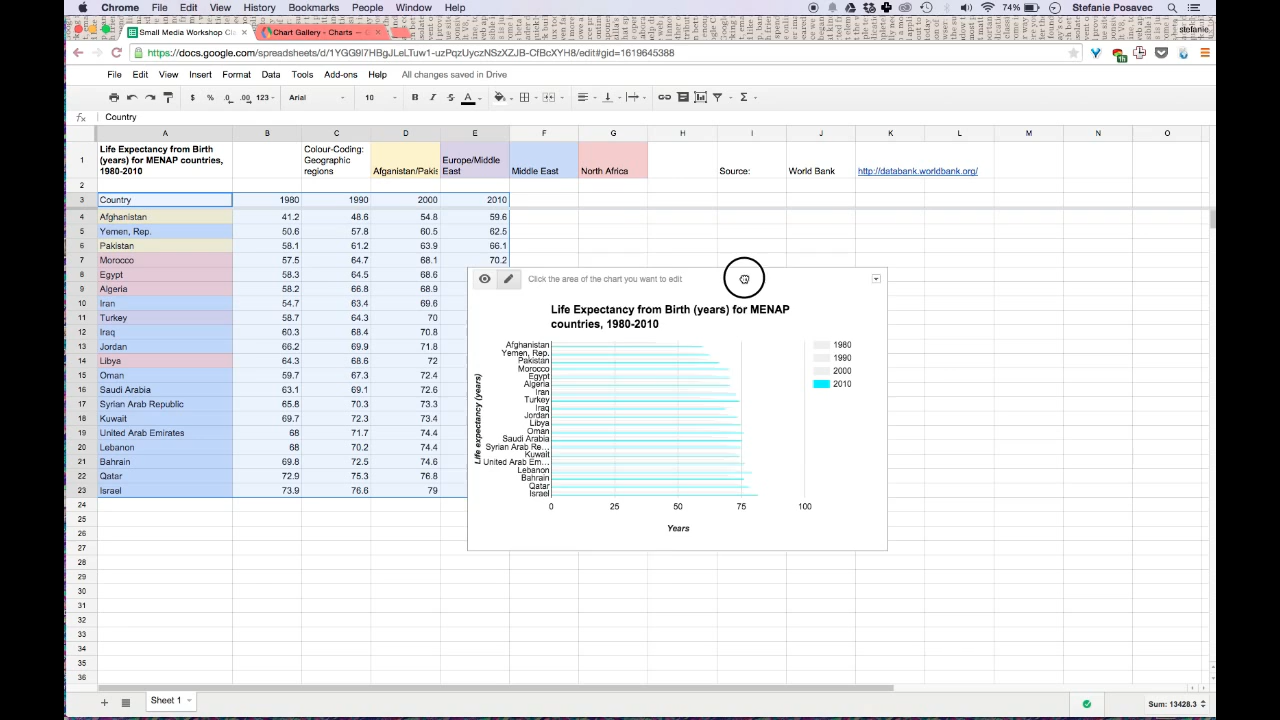 Chrome File Edit View History Bookmarks People Window Help 74% Stefanie Posavec
Small Media Workshop Cl Chart Gallery - Charts stefanie
https://docs.google.com/spreadsheets/d/
File Edit View Insert Format Data Tools Add-ons Help All changes saved in Drive
$ % .0 .00 123 Arial 10 B I S A
fx Country
A B C D E F G H I J K L M N O
1 Life Expectancy from Birth (years) for MENAP countries, 1980-2010 Colour-Coding: Geographic regions Afganistan/Pakis Europe/Middle East Middle East North Africa Source: World Bank http://databank.worldbank.org/
2
3 Country 1980 1990 2000 2010
4 Afghanistan 41.2 48.6 54.8 59.6
5 Yemen, Rep. 50.6 57.8 60.5 62.5
6 Pakistan 58.1 61.2 63.9 66.1
7 Morocco 57.5 64.7 68.1 70.2
8 Egypt 58.3 64.5 68.6
9 Algeria 58.2 66.8 68.9
10 Iran 54.7 63.4 69.6
11 Turkey 58.7 64.3 70
12 Iraq 60.3 68.4 70.8
13 Jordan 66.2 69.9 71.8
14 Libya 64.3 68.6 72
15 Oman 59.7 67.3 72.4
16 Saudi Arabia 63.1 69.1 72.6
17 Syrian Arab Republic 65.8 70.3 73.3
18 Kuwait 69.7 72.3 73.4
19 United Arab Emirates 68 71.7 74.4
20 Lebanon 68 70.2 74.4
21 Bahrain 69.8 72.5 74.6
22 Qatar 72.9 75.3 76.8
23 Israel 73.9 76.6 79
24
25
26
27
28
29
30
31
32
33
34
35
36
Click the area of the chart you want to edit
Life Expectancy from Birth (years) for MENAP
countries, 1980-2010
Life expectancy (years)
Afghanistan
Yemen, Rep.
Pakistan
Morocco
Egypt
Algeria
Iran
Turkey
Iraq
Jordan
Libya
Oman
Saudi Arabia
Syrian Arab Re...
Kuwait
United Arab Em...
Lebanon
Bahrain
Qatar
Israel
0 25 50 75 100
Years
1980
1990
2000
2010
Sheet 1
Sum: 13428.3